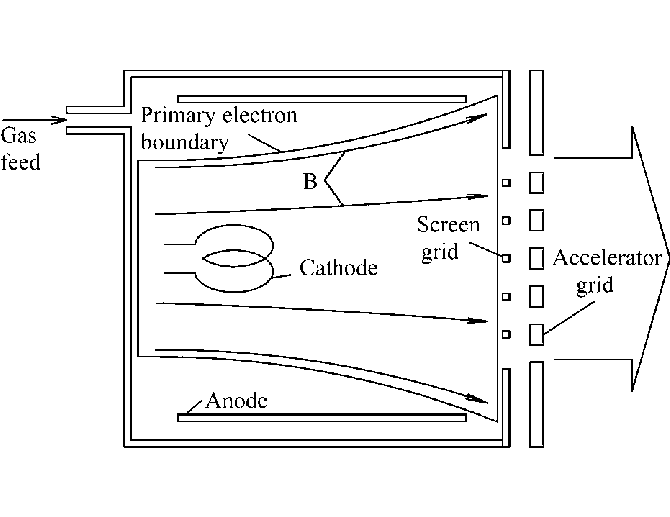 Primary electron
boundary
Gas
feed
B
Screen
grid
Cathode
Accelerator
grid
Anode